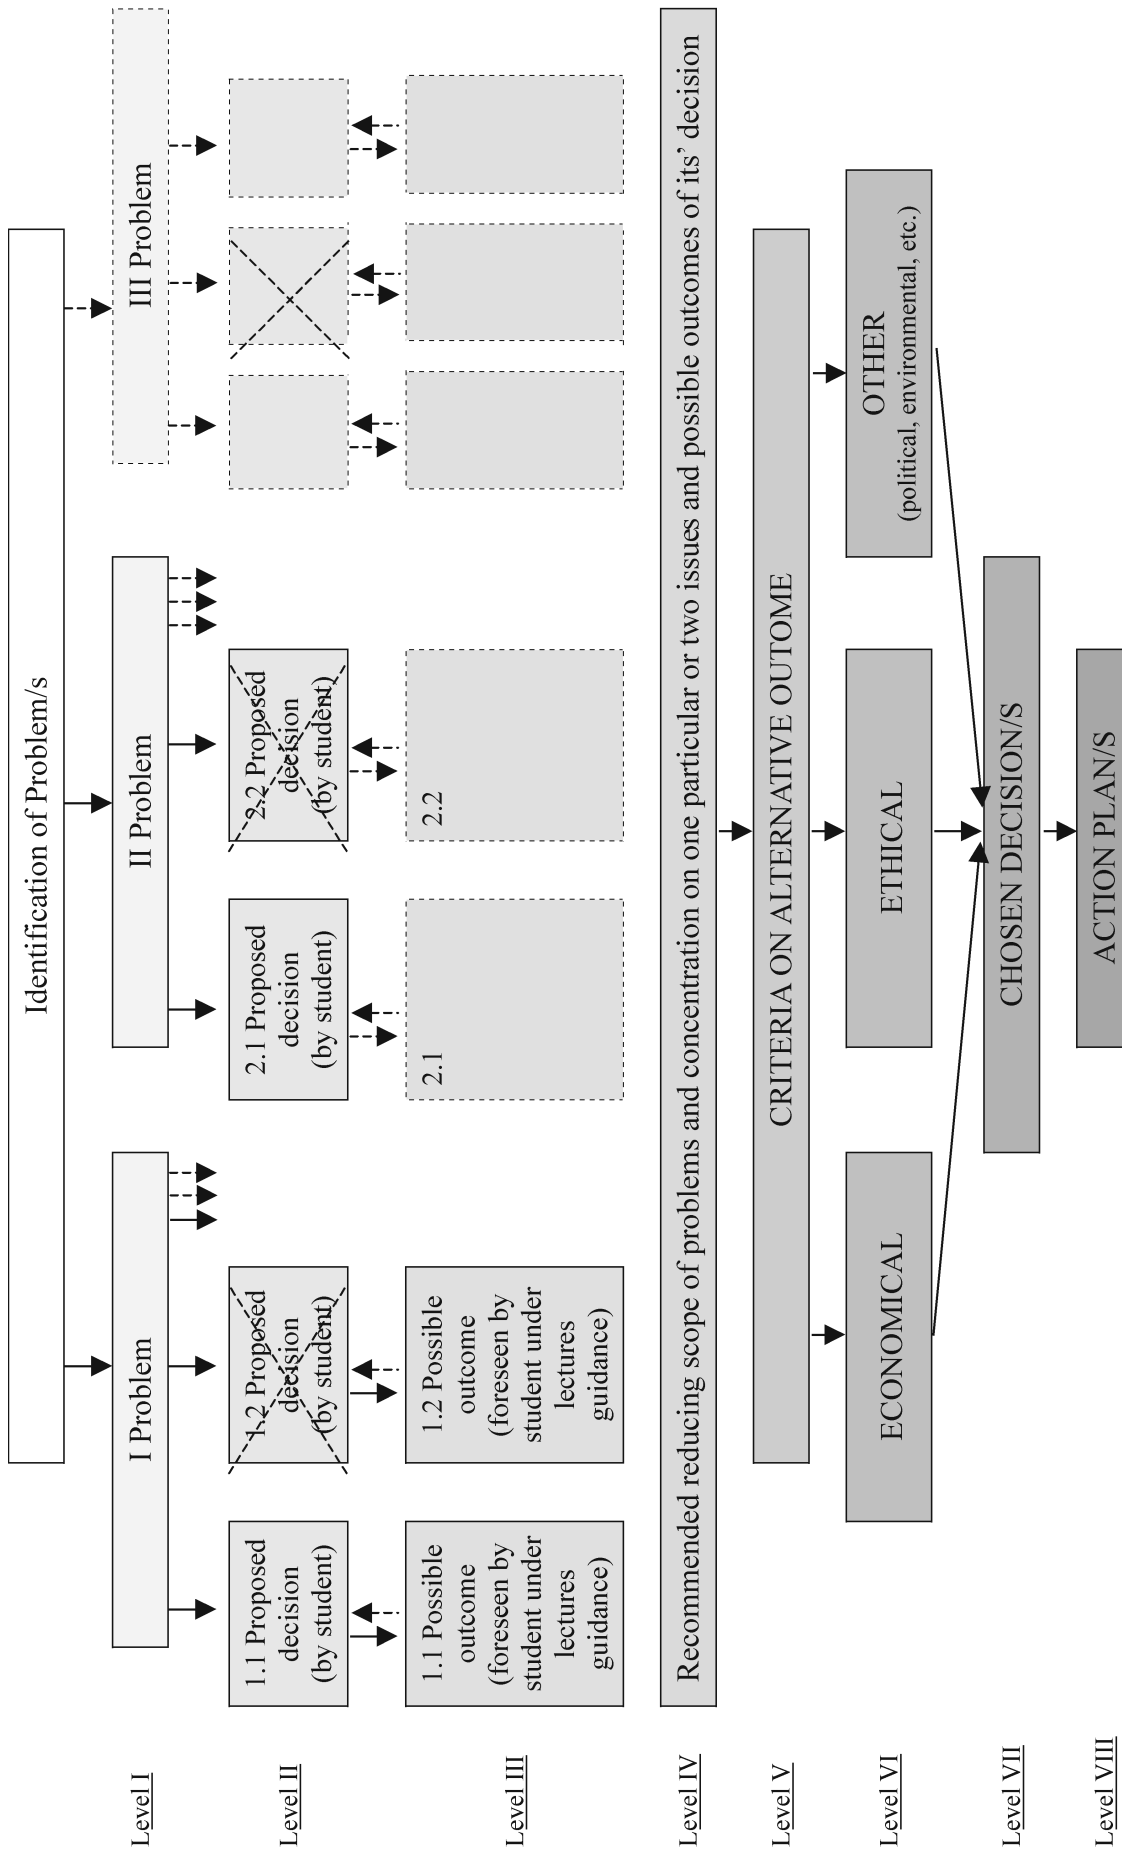 Identification of Problem/s
Level I
I Problem
II Problem
III Problem
Level II
1.1 Proposed
decision
(by student)
1.2 Proposed
decision
(by student)
2.1 Proposed
decision
(by student)
2.2 Proposed
decision
(by student)
Level III
1.1 Possible
outcome
(foreseen by
student under
lectures
guidance)
1.2 Possible
outcome
(foreseen by
student under
lectures
guidance)
2.1
2.2
Level IV
Recommended reducing scope of problems and concentration on one particular or two issues and possible outcomes of its’ decision
Level V
CRITERIA ON ALTERNATIVE OUTOME
Level VI
ECONOMICAL
ETHICAL
OTHER
(political, environmental, etc.)
Level VII
CHOSEN DECISION/S
Level VIII
ACTION PLAN/S